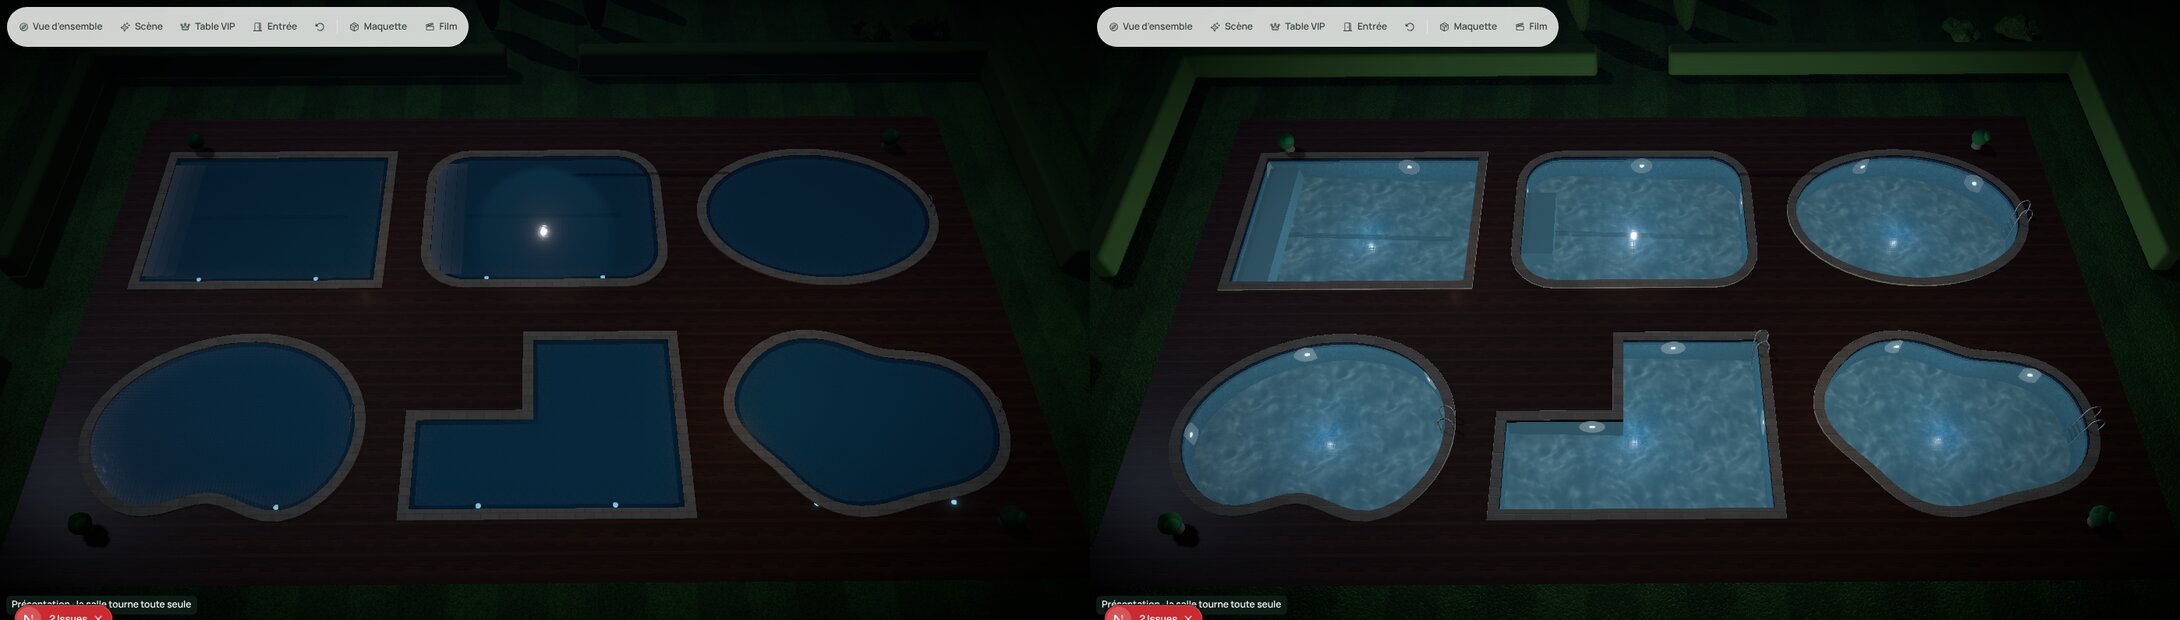 Vue d'ensemble Scène Table VIP Entrée Maquette Film
Vue d'ensemble Scène Table VIP Entrée Maquette Film
Présentation, la salle tourne toute seule
Présentation, la salle tourne toute seule
N 2 Issues
N 2 Issues